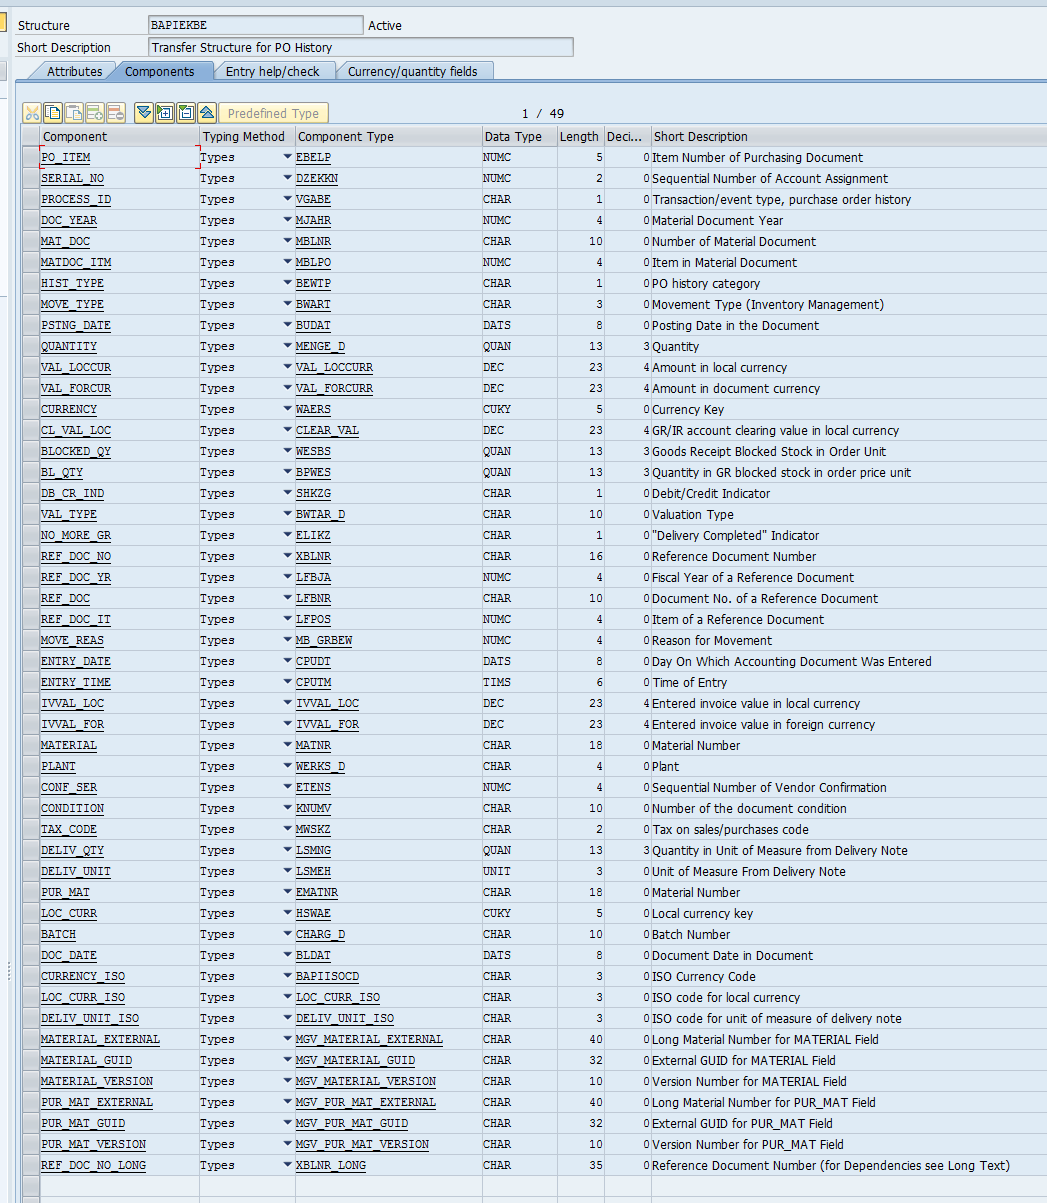 Structure BAPIEKBE Active
Short Description Transfer Structure for PO History
Attributes Components Entry help/check Currency/quantity fields
Predefined Type 1 / 49
Component Typing Method Component Type Data Type Length Deci... Short Description
PO_ITEM Types EBELP NUMC 5 0 Item Number of Purchasing Document
SERIAL_NO Types DZEKKN NUMC 2 0 Sequential Number of Account Assignment
PROCESS_ID Types VGABE CHAR 1 0 Transaction/event type, purchase order history
DOC_YEAR Types MJAHR NUMC 4 0 Material Document Year
MAT_DOC Types MBLNR CHAR 10 0 Number of Material Document
MATDOC_ITM Types MBLPO NUMC 4 0 Item in Material Document
HIST_TYPE Types BEWTP CHAR 1 0 PO history category
MOVE_TYPE Types BWART CHAR 3 0 Movement Type (Inventory Management)
PSTNG_DATE Types BUDAT DATS 8 0 Posting Date in the Document
QUANTITY Types MENGE_D QUAN 13 3 Quantity
VAL_LOCCUR Types VAL_LOCCURR DEC 23 4 Amount in local currency
VAL_FORCUR Types VAL_FORCURR DEC 23 4 Amount in document currency
CURRENCY Types WAERS CUKY 5 0 Currency Key
CL_VAL_LOC Types CLEAR_VAL DEC 23 4 GR/IR account clearing value in local currency
BLOCKED_QY Types WESBS QUAN 13 3 Goods Receipt Blocked Stock in Order Unit
BL_QTY Types BPWES QUAN 13 3 Quantity in GR blocked stock in order price unit
DB_CR_IND Types SHKZG CHAR 1 0 Debit/Credit Indicator
VAL_TYPE Types BWTAR_D CHAR 10 0 Valuation Type
NO_MORE_GR Types ELIKZ CHAR 1 0 "Delivery Completed" Indicator
REF_DOC_NO Types XBLNR CHAR 16 0 Reference Document Number
REF_DOC_YR Types LFBJA NUMC 4 0 Fiscal Year of a Reference Document
REF_DOC Types LFBNR CHAR 10 0 Document No. of a Reference Document
REF_DOC_IT Types LFPOS NUMC 4 0 Item of a Reference Document
MOVE_REAS Types MB_GRBEW NUMC 4 0 Reason for Movement
ENTRY_DATE Types CPUDT DATS 8 0 Day On Which Accounting Document Was Entered
ENTRY_TIME Types CPUTM TIMS 6 0 Time of Entry
IVVAL_LOC Types IVVAL_LOC DEC 23 4 Entered invoice value in local currency
IVVAL_FOR Types IVVAL_FOR DEC 23 4 Entered invoice value in foreign currency
MATERIAL Types MATNR CHAR 18 0 Material Number
PLANT Types WERKS_D CHAR 4 0 Plant
CONF_SER Types ETENS NUMC 4 0 Sequential Number of Vendor Confirmation
CONDITION Types KNUMV CHAR 10 0 Number of the document condition
TAX_CODE Types MWSKZ CHAR 2 0 Tax on sales/purchases code
DELIV_QTY Types LSMNG QUAN 13 3 Quantity in Unit of Measure from Delivery Note
DELIV_UNIT Types LSMEH UNIT 3 0 Unit of Measure From Delivery Note
PUR_MAT Types EMATNR CHAR 18 0 Material Number
LOC_CURR Types HSWAE CUKY 5 0 Local currency key
BATCH Types CHARG_D CHAR 10 0 Batch Number
DOC_DATE Types BLDAT DATS 8 0 Document Date in Document
CURRENCY_ISO Types BAPIISOCD CHAR 3 0 ISO Currency Code
LOC_CURR_ISO Types LOC_CURR_ISO CHAR 3 0 ISO code for local currency
DELIV_UNIT_ISO Types DELIV_UNIT_ISO CHAR 3 0 ISO code for unit of measure of delivery note
MATERIAL_EXTERNAL Types MGV_MATERIAL_EXTERNAL CHAR 40 0 Long Material Number for MATERIAL Field
MATERIAL_GUID Types MGV_MATERIAL_GUID CHAR 32 0 External GUID for MATERIAL Field
MATERIAL_VERSION Types MGV_MATERIAL_VERSION CHAR 10 0 Version Number for MATERIAL Field
PUR_MAT_EXTERNAL Types MGV_PUR_MAT_EXTERNAL CHAR 40 0 Long Material Number for PUR_MAT Field
PUR_MAT_GUID Types MGV_PUR_MAT_GUID CHAR 32 0 External GUID for PUR_MAT Field
PUR_MAT_VERSION Types MGV_PUR_MAT_VERSION CHAR 10 0 Version Number for PUR_MAT Field
REF_DOC_NO_LONG Types XBLNR_LONG CHAR 35 0 Reference Document Number (for Dependencies see Long Text)